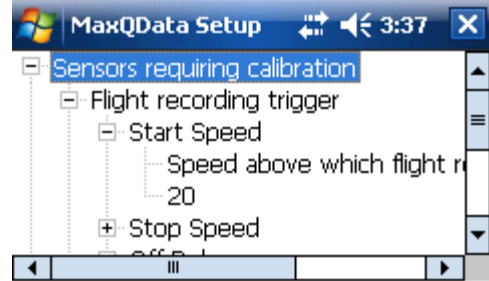 MaxQData Setup 3:37
Sensors requiring calibration
Flight recording trigger
Start Speed
Speed above which flight
20
Stop Speed